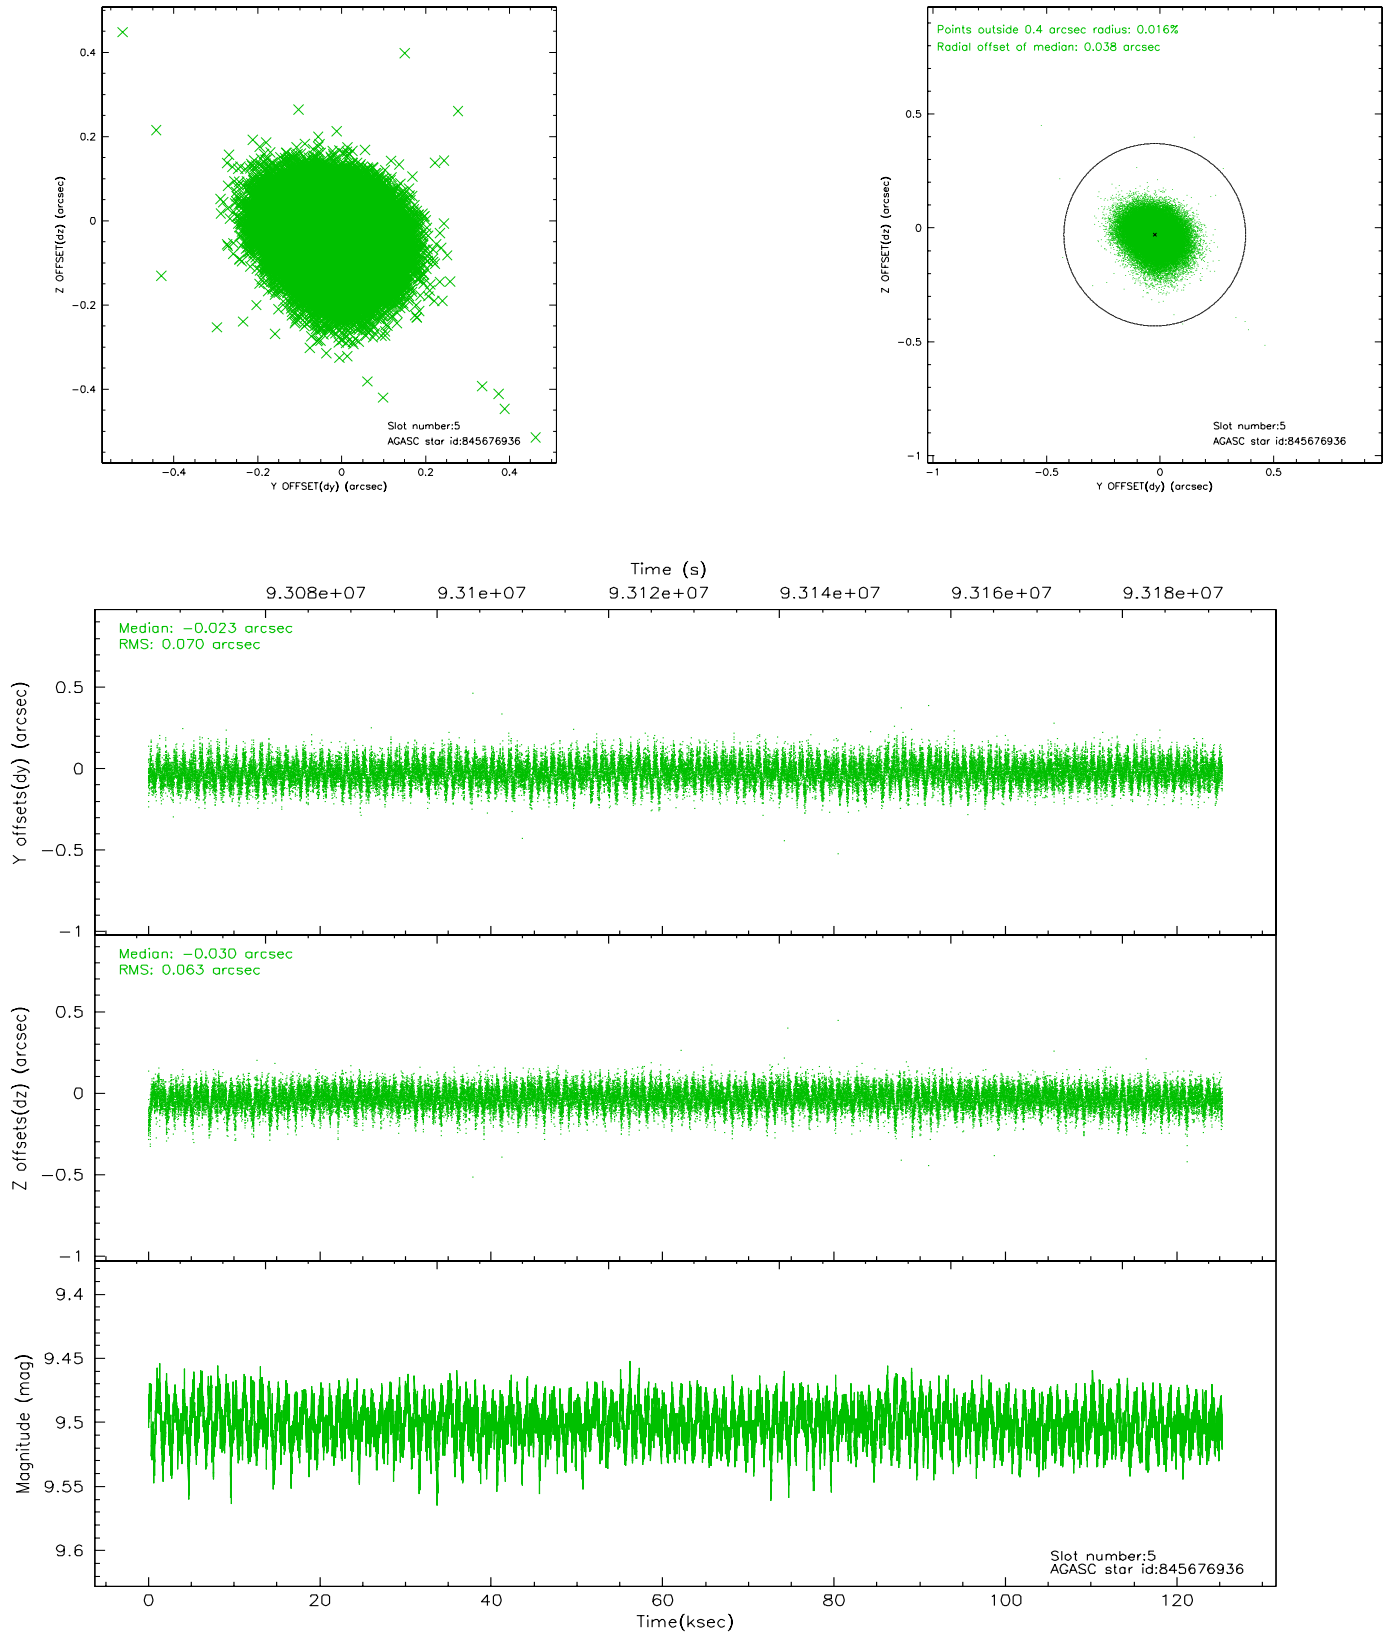 0.4
0.2
0
−0.2
−0.4
Z OFFSET(dz) (arcsec)
−0.4
−0.2
0
0.2
0.4
Y OFFSET(dy) (arcsec)
Slot number:5
AGASC star id:845676936
Points outside 0.4 arcsec radius: 0.016%
Radial offset of median: 0.038 arcsec
0.5
0
−0.5
−1
Z OFFSET(dz) (arcsec)
−1
−0.5
0
0.5
Y OFFSET(dy) (arcsec)
Slot number:5
AGASC star id:845676936
Time (s)
9.308e+07
9.31e+07
9.312e+07
9.314e+07
9.316e+07
9.318e+07
Median: −0.023 arcsec
RMS: 0.070 arcsec
0.5
0
−0.5
−1
Y offsets(dy) (arcsec)
Median: −0.030 arcsec
RMS: 0.063 arcsec
0.5
0
−0.5
−1
Z offsets(dz) (arcsec)
9.4
9.45
9.5
9.55
9.6
Magnitude (mag)
Slot number:5
AGASC star id:845676936
0
20
40
60
80
100
120
Time(ksec)